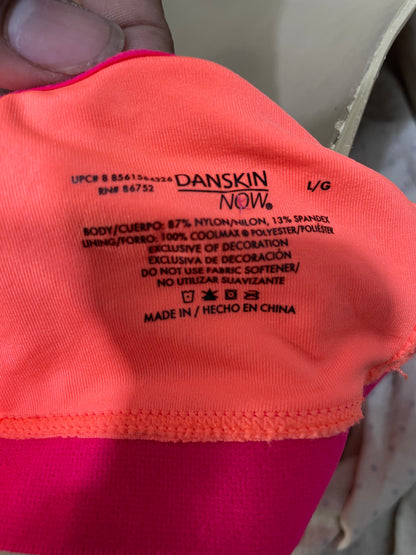 UPC# 8 8561564326
RN# 86752
DANSKIN
NOW®
L/G
BODY/CUERPO: 87% NYLON/NILON, 13% SPANDEX
LINING/FORRO: 100% COOLMAX ® POLYESTER/POLIÉSTER
EXCLUSIVE OF DECORATION
EXCLUSIVA DE DECORACIÓN
DO NOT USE FABRIC SOFTENER/
NO UTILIZAR SUAVIZANTE
MADE IN / HECHO EN CHINA